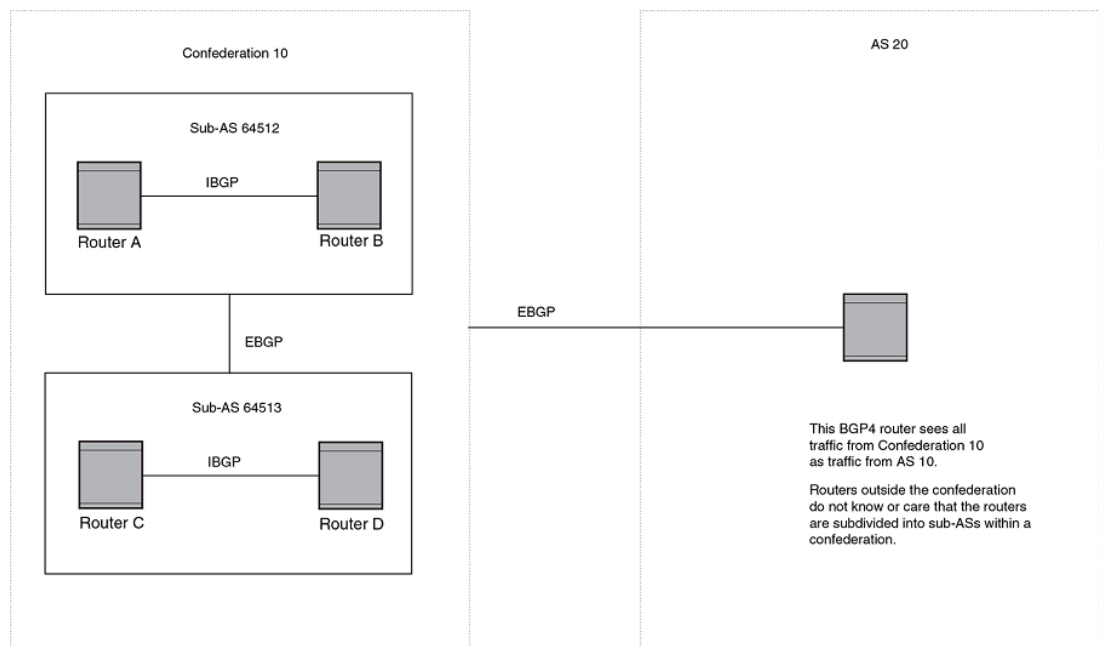 Confederation 10
AS 20
Sub-AS 64512
IBGP
Router A
Router B
EBGP
EBGP
Sub-AS 64513
IBGP
Router C
Router D
This BGP4 router sees all
traffic from Confederation 10
as traffic from AS 10.
Routers outside the confederation
do not know or care that the routers
are subdivided into sub-ASs within a
confederation.